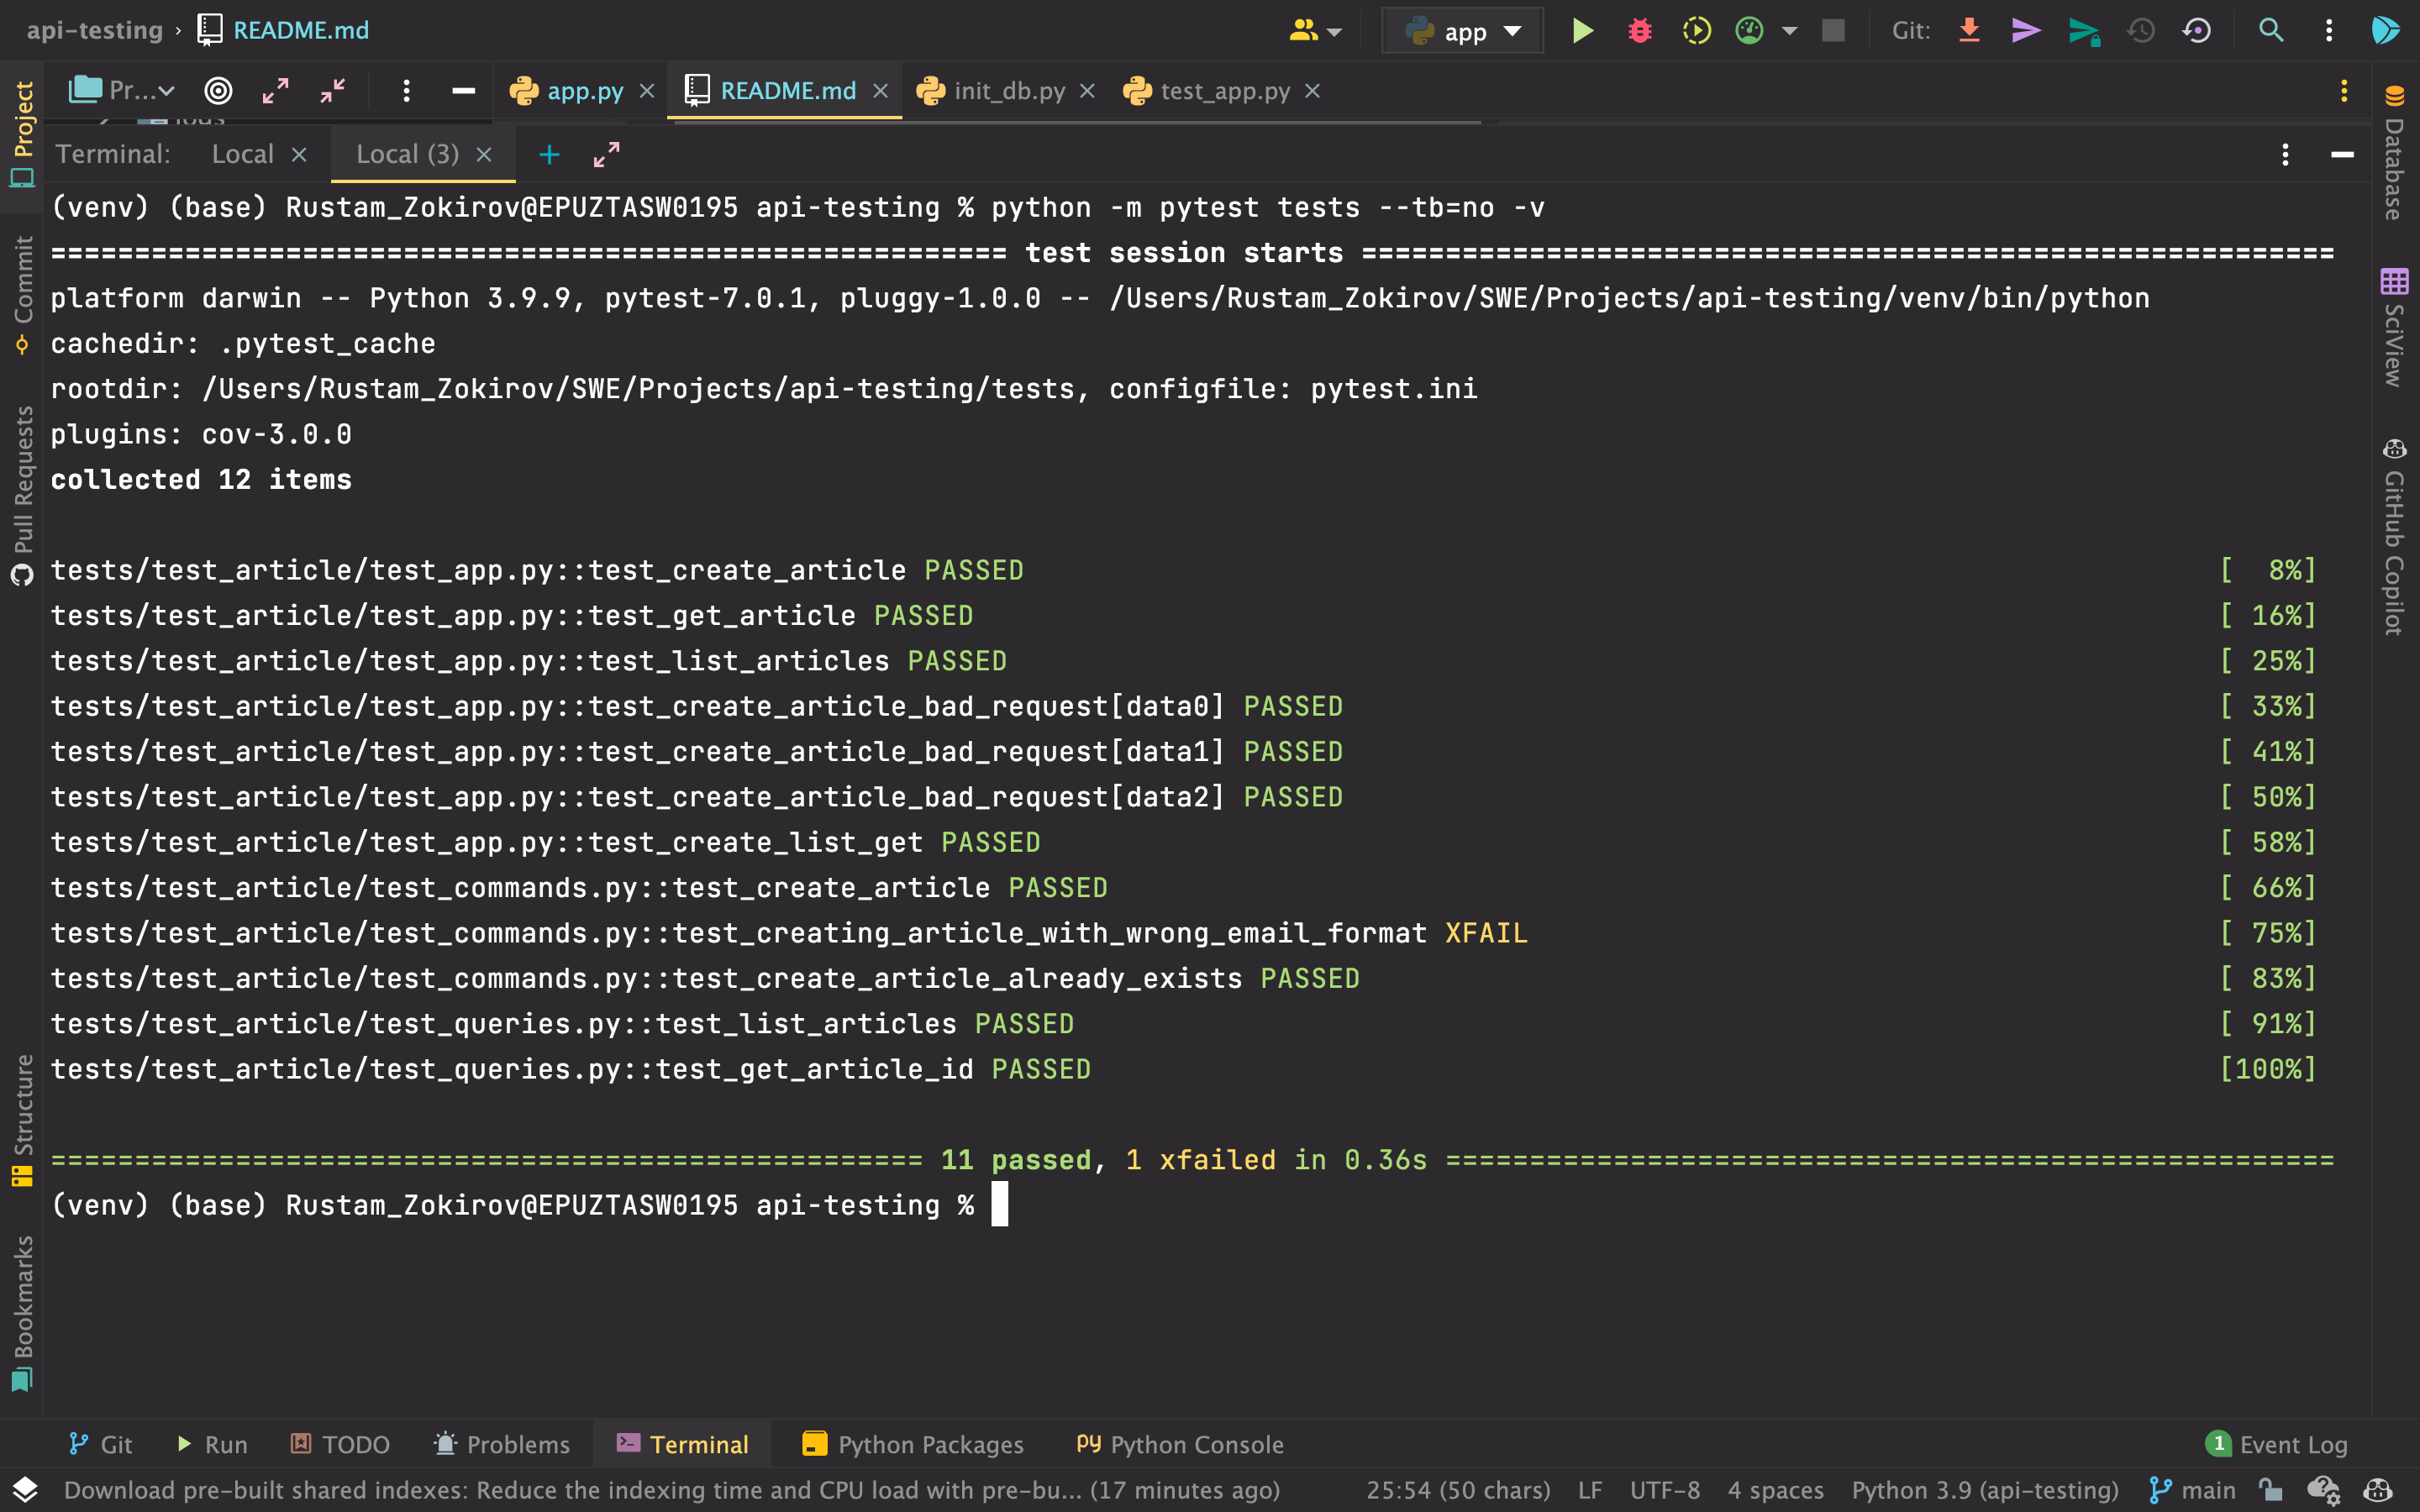 api-testing › README.md
app
Git:
Pr...
app.py
README.md
init_db.py
test_app.py
Terminal:
Local
Local (3)
(venv) (base) Rustam_Zokirov@EPUZTASW0195 api-testing % python -m pytest tests --tb=no -v
========================================================= test session starts ==========================================================
platform darwin -- Python 3.9.9, pytest-7.0.1, pluggy-1.0.0 -- /Users/Rustam_Zokirov/SWE/Projects/api-testing/venv/bin/python
cachedir: .pytest_cache
rootdir: /Users/Rustam_Zokirov/SWE/Projects/api-testing/tests, configfile: pytest.ini
plugins: cov-3.0.0
collected 12 items
tests/test_article/test_app.py::test_create_article PASSED [  8%]
tests/test_article/test_app.py::test_get_article PASSED [ 16%]
tests/test_article/test_app.py::test_list_articles PASSED [ 25%]
tests/test_article/test_app.py::test_create_article_bad_request[data0] PASSED [ 33%]
tests/test_article/test_app.py::test_create_article_bad_request[data1] PASSED [ 41%]
tests/test_article/test_app.py::test_create_article_bad_request[data2] PASSED [ 50%]
tests/test_article/test_app.py::test_create_list_get PASSED [ 58%]
tests/test_article/test_commands.py::test_create_article PASSED [ 66%]
tests/test_article/test_commands.py::test_creating_article_with_wrong_email_format XFAIL [ 75%]
tests/test_article/test_commands.py::test_create_article_already_exists PASSED [ 83%]
tests/test_article/test_queries.py::test_list_articles PASSED [ 91%]
tests/test_article/test_queries.py::test_get_article_id PASSED [100%]
==================================================== 11 passed, 1 xfailed in 0.36s =====================================================
(venv) (base) Rustam_Zokirov@EPUZTASW0195 api-testing %
Project
Commit
Pull Requests
Structure
Bookmarks
Database
SciView
GitHub Copilot
Git
Run
TODO
Problems
Terminal
Python Packages
Python Console
1 Event Log
Download pre-built shared indexes: Reduce the indexing time and CPU load with pre-bu... (17 minutes ago)
25:54 (50 chars)
LF
UTF-8
4 spaces
Python 3.9 (api-testing)
main